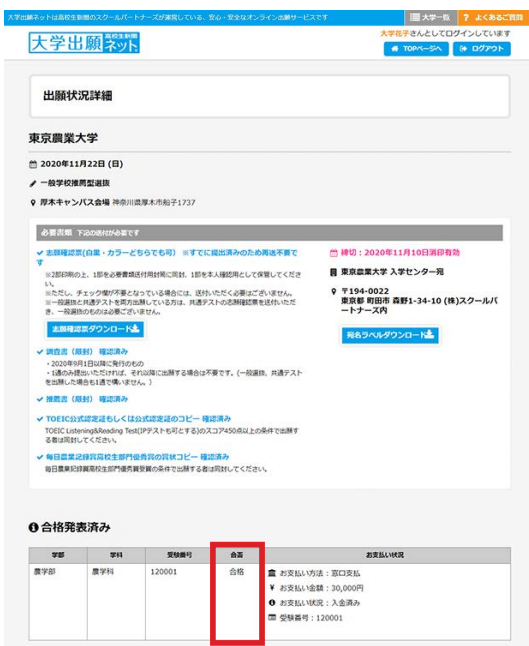 大学出願ネットは高校生新聞のスクールパートナーズが運営している、安心・安全なオンライン出願サービスです
大学一覧
? よくあるご質問
大学出願ネット 高校生新聞
大学花子さんとしてログインしています
TOPページへ
ログアウト
出願状況詳細
東京農業大学
2020年11月22日 (日)
一般学校推薦型選抜
厚木キャンパス会場 神奈川県厚木市船子1737
必要書類 下記の送付が必要です
志願確認票(白黒・カラーどちらでも可) ※すでに提出済みのため再送不要です
※2部印刷の上、1部を必要書類送付用封筒に同封、1部を本人確認用として保管してください。
※ただし、チェック欄が不要となっている場合には、送付いただく必要はございません。
※一般選抜と共通テストを両方出願している方は、共通テストの志願確認票を送付いただき、一般選抜のものは必要ございません。
志願確認票ダウンロード
調査書 (厳封) 確認済み
・2020年9月1日以降に発行のもの
・1通のみ提出いただければ、それ以降に出願する場合は不要です。(一般選抜、共通テストを出願した場合も1通で構いません。)
推薦書 (厳封) 確認済み
TOEIC公式認定証もしくは公式認定証のコピー 確認済み
TOEIC Listening&Reading Test(IPテストも可とする)のスコア450点以上の条件で出願する者は同封してください。
毎日農業記録賞高校生部門優秀賞の賞状コピー 確認済み
毎日農業記録賞高校生部門優秀賞受賞の条件で出願する者は同封してください。
締切：2020年11月10日消印有効
東京農業大学 入学センター宛
〒194-0022
東京都 町田市 森野1-34-10 (株)スクールパートナーズ内
宛名ラベルダウンロード
合格発表済み
学部 学科 受験番号 合否 お支払い状況
農学部 農学科 120001 合格 お支払い方法：窓口支払
¥ お支払い金額：30,000円
お支払い状況：入金済み
受験番号：120001